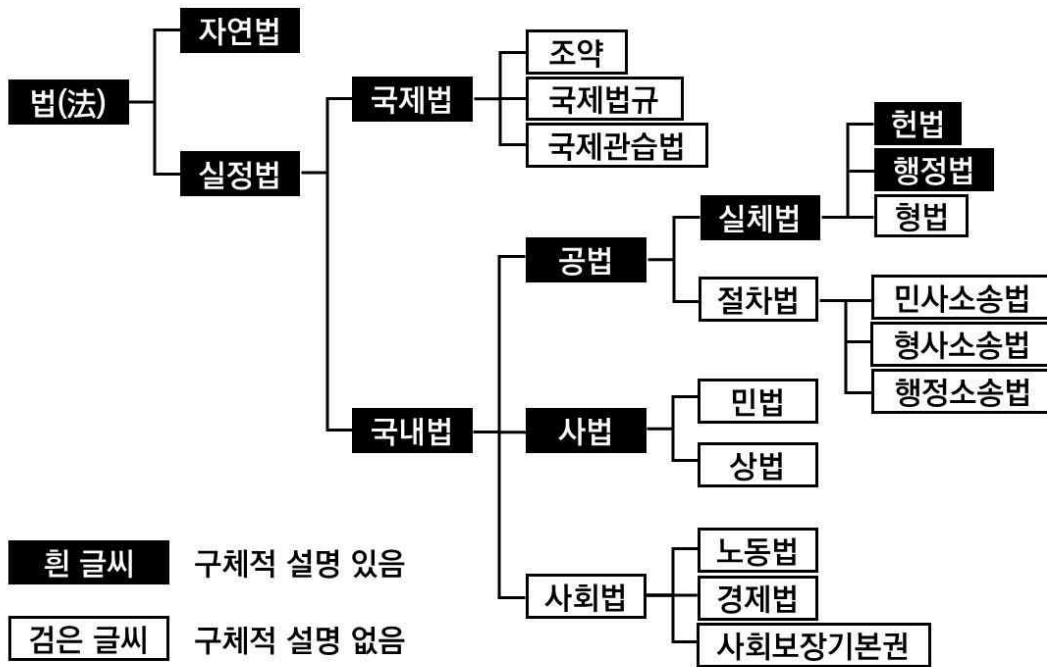 법(法)
자연법
실정법
국제법
조약
국제법규
국제관습법
국내법
공법
실체법
헌법
행정법
형법
절차법
민사소송법
형사소송법
행정소송법
사법
민법
상법
사회법
노동법
경제법
사회보장기본권
흰 글씨 구체적 설명 있음
검은 글씨 구체적 설명 없음